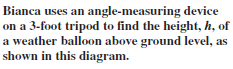 Bianca uses an angle-measuring device
on a 3-foot tripod to find the height, h, of
a weather balloon above ground level, as
shown in this diagram.